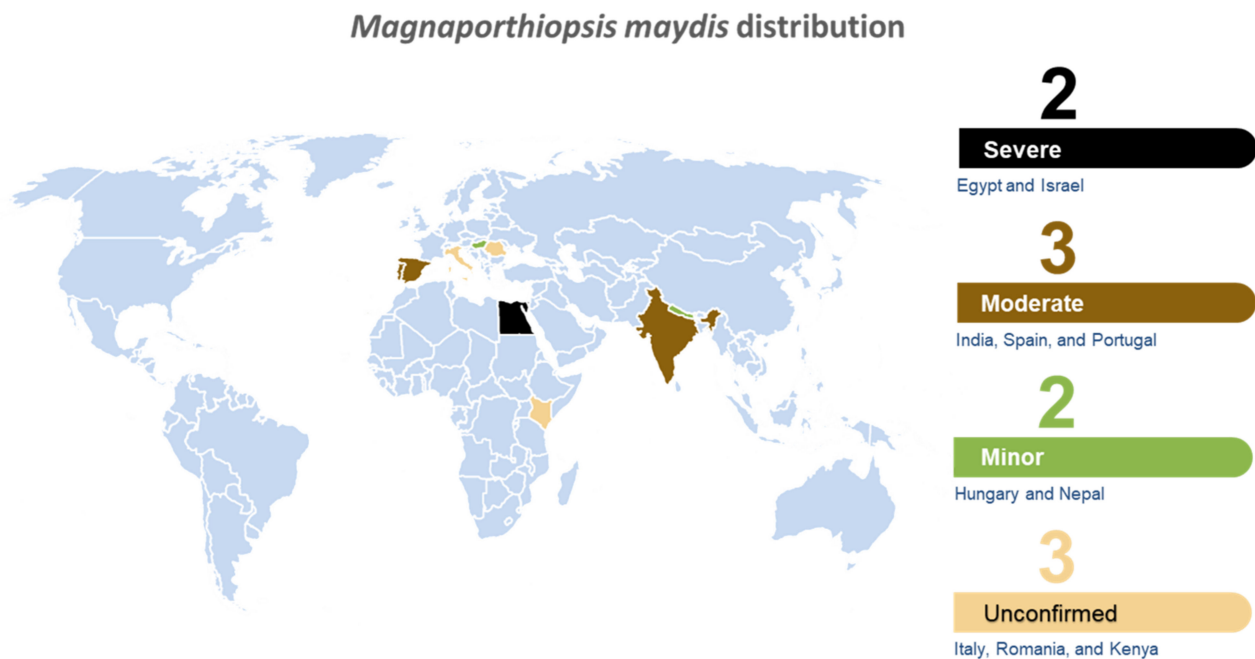 Magnaporthiopsis maydis distribution
2
Severe
Egypt and Israel
3
Moderate
India, Spain, and Portugal
2
Minor
Hungary and Nepal
3
Unconfirmed
Italy, Romania, and Kenya